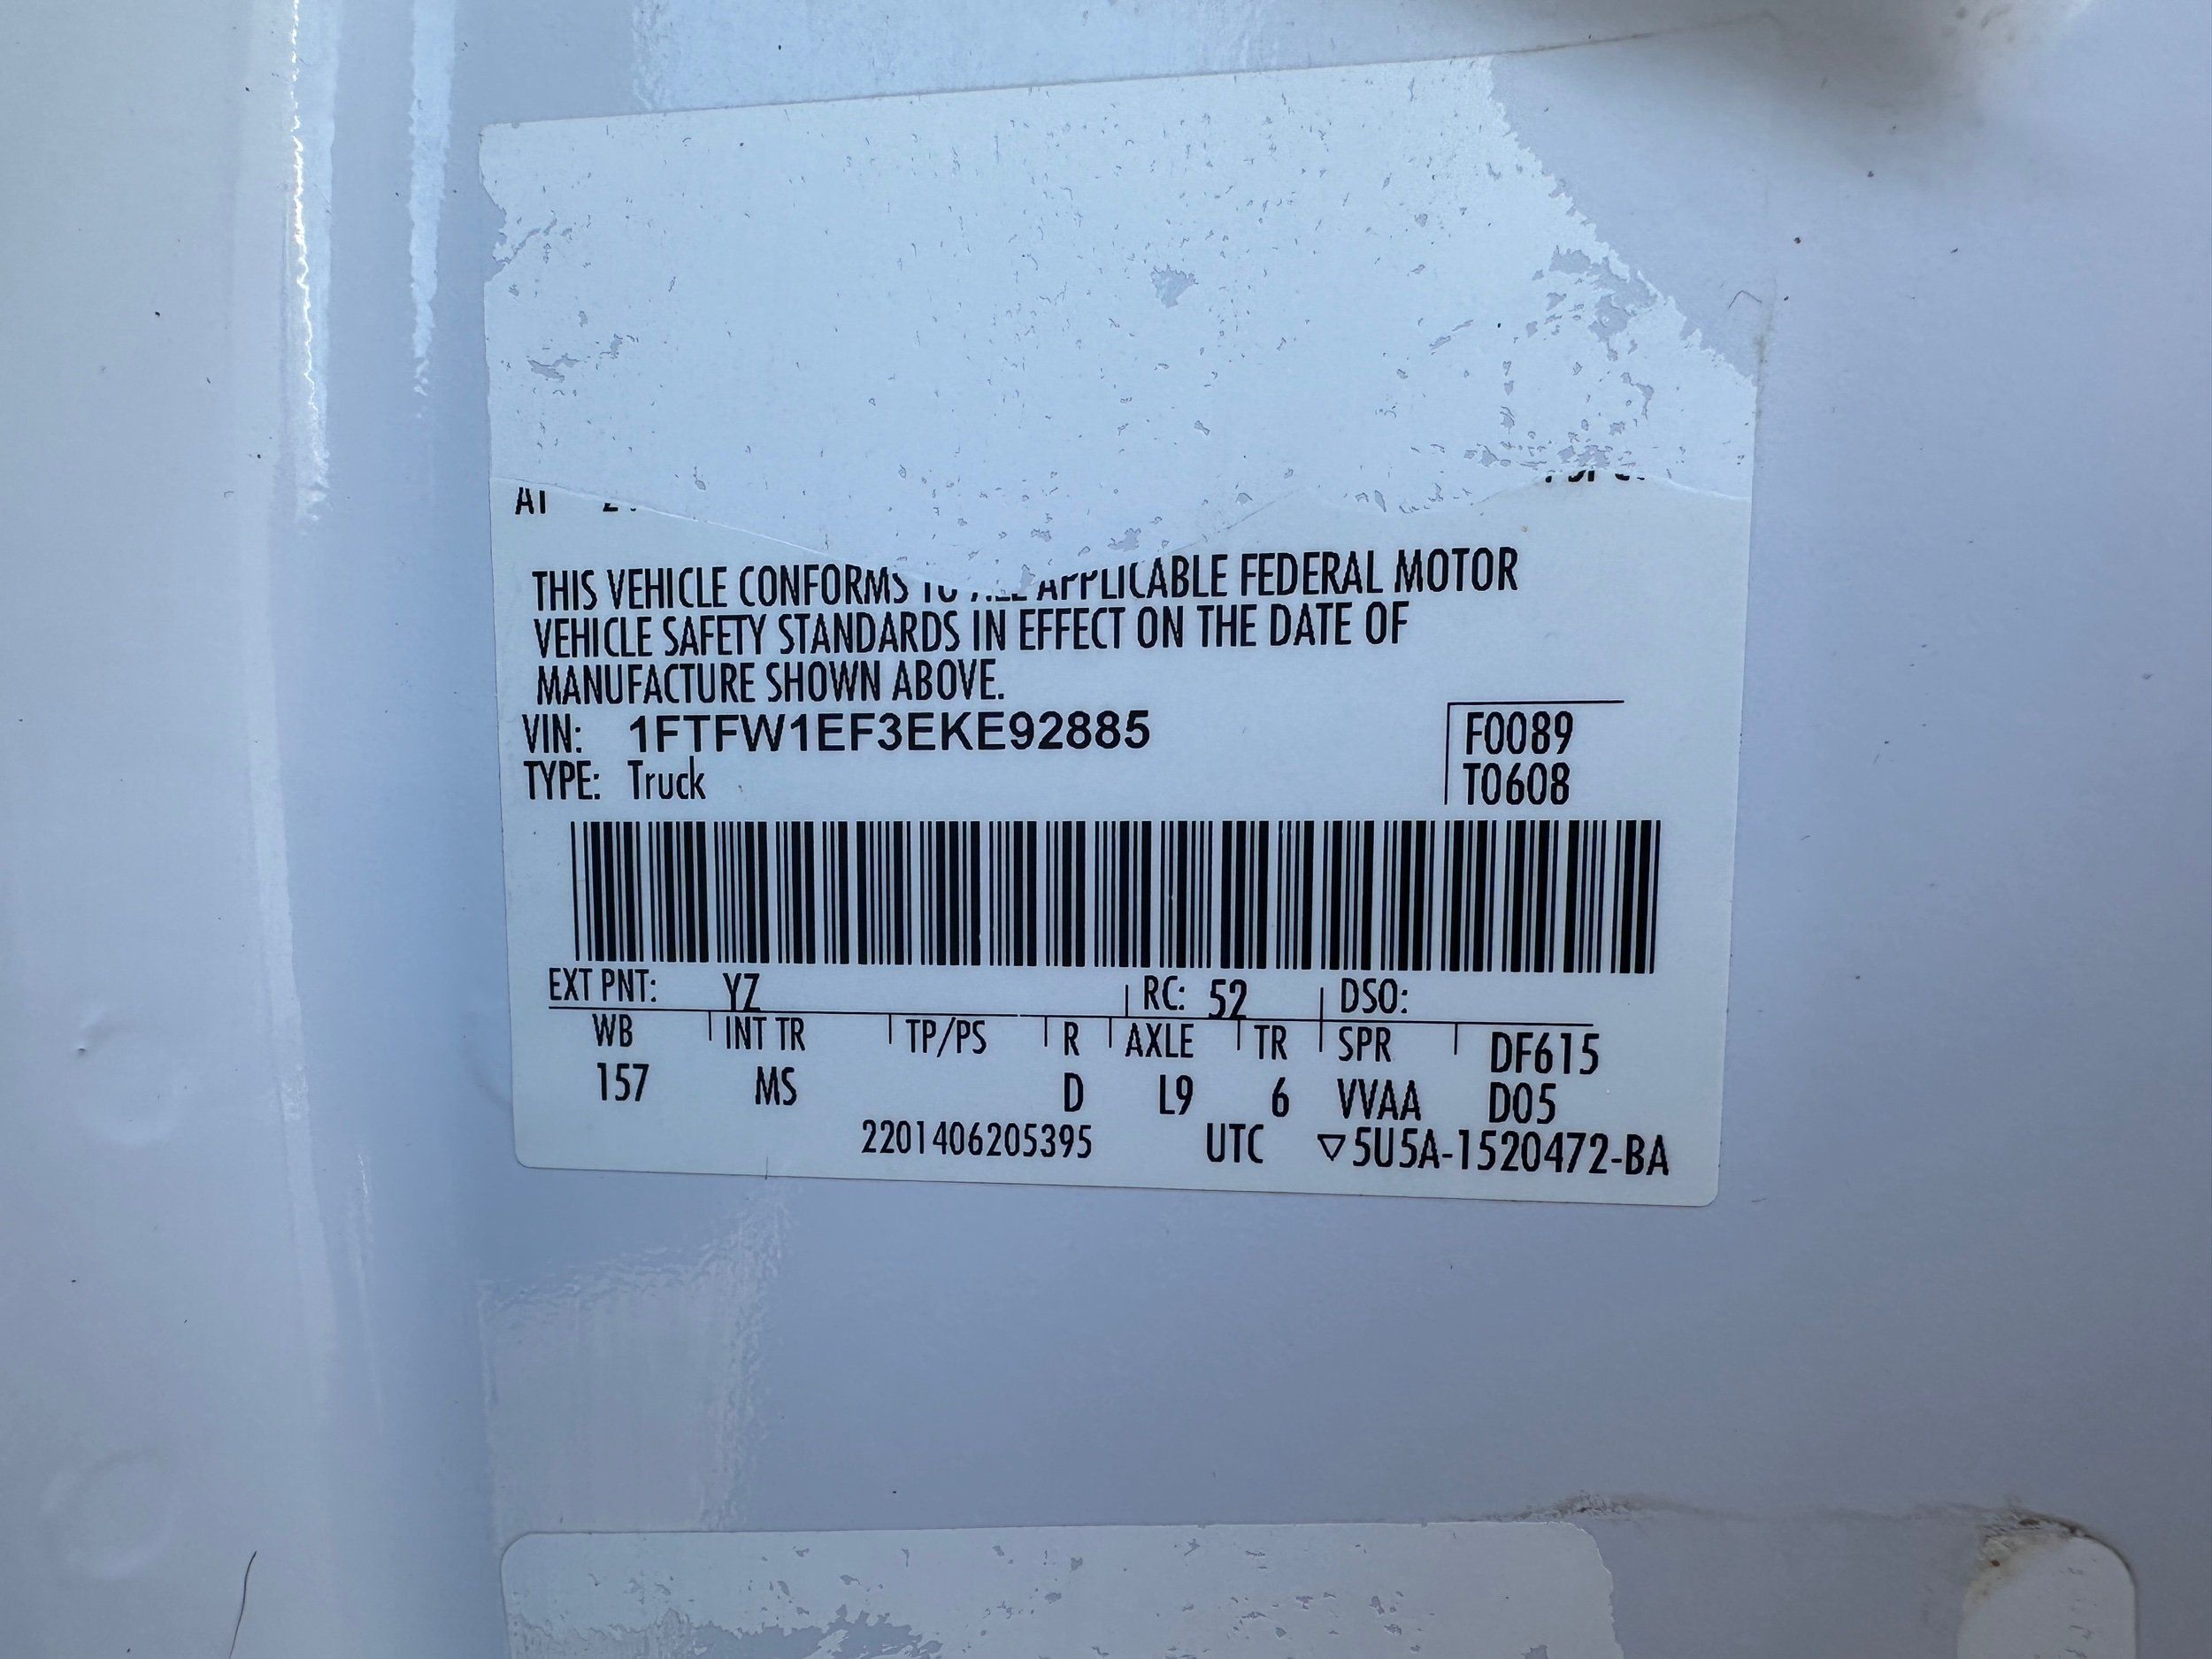 THIS VEHICLE CONFORMS TO ALL APPLICABLE FEDERAL MOTOR
VEHICLE SAFETY STANDARDS IN EFFECT ON THE DATE OF
MANUFACTURE SHOWN ABOVE.
VIN: 1FTFW1EF3EKE92885 F0089
TYPE: Truck T0608
EXT PNT: YZ RC: 52 DSO:
WB INT TR TP/PS R AXLE TR SPR DF615
157 MS D L9 6 VVAA D05
2201406205395 UTC ▽5U5A-1520472-BA